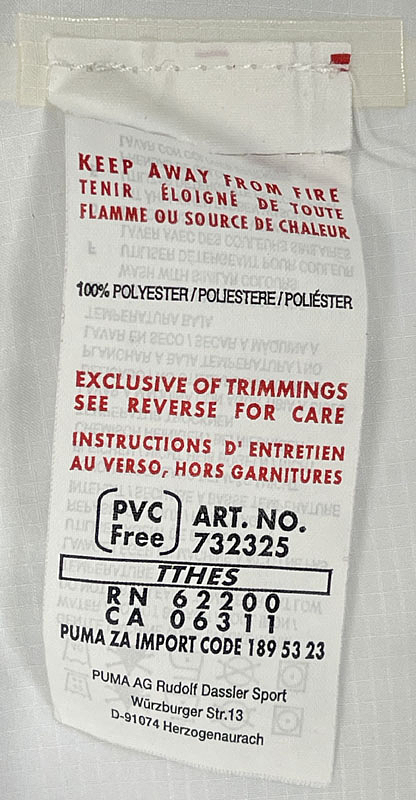 KEEP AWAY FROM FIRE
TENIR ÉLOIGNÉ DE TOUTE
FLAMME OU SOURCE DE CHALEUR
100% POLYESTER / POLIESTERE / POLIÉSTER
EXCLUSIVE OF TRIMMINGS
SEE REVERSE FOR CARE
INSTRUCTIONS D'ENTRETIEN
AU VERSO, HORS GARNITURES
PVC Free
ART. NO.
732325
TTHES
RN 62200
CA 06311
PUMA ZA IMPORT CODE 189 53 23
PUMA AG Rudolf Dassler Sport
Würzburger Str.13
D-91074 Herzogenaurach